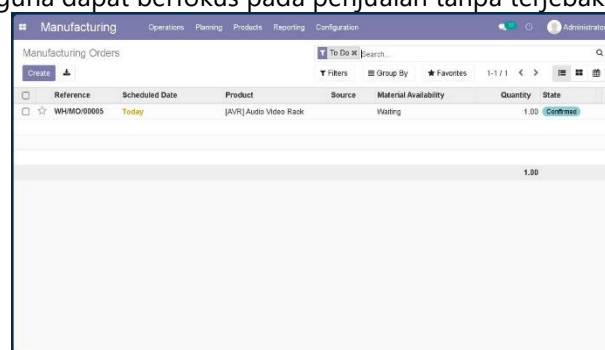 guna dapat berfokus pada penjualan tanpa terjebak
Manufacturing Operations Planning Products Reporting Configuration Administrator
Manufacturing Orders To Do Search...
Create Filters Group By Favorites 1-1 / 1
Reference Scheduled Date Product Source Material Availability Quantity State
WH/MO/00005 Today [AVR] Audio Video Rack Waiting 1.00 Confirmed
1.00